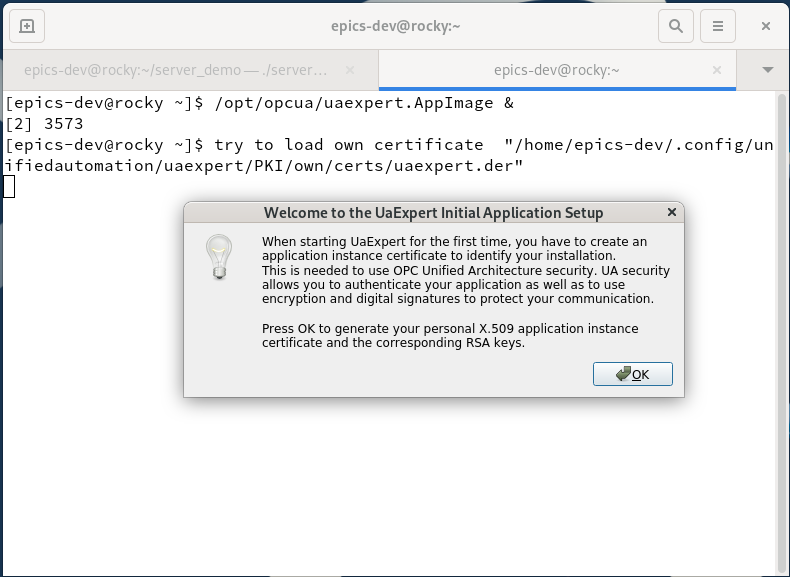 epics-dev@rocky:~
epics-dev@rocky:~/server_demo — ./server...
epics-dev@rocky:~
[epics-dev@rocky ~]$ /opt/opcua/uaexpert.AppImage &
[2] 3573
[epics-dev@rocky ~]$ try to load own certificate  "/home/epics-dev/.config/un
ifiedautomation/uaexpert/PKI/own/certs/uaexpert.der"
Welcome to the UaExpert Initial Application Setup
When starting UaExpert for the first time, you have to create an
application instance certificate to identify your installation.
This is needed to use OPC Unified Architecture security. UA security
allows you to authenticate your application as well as to use
encryption and digital signatures to protect your communication.
Press OK to generate your personal X.509 application instance
certificate and the corresponding RSA keys.
OK